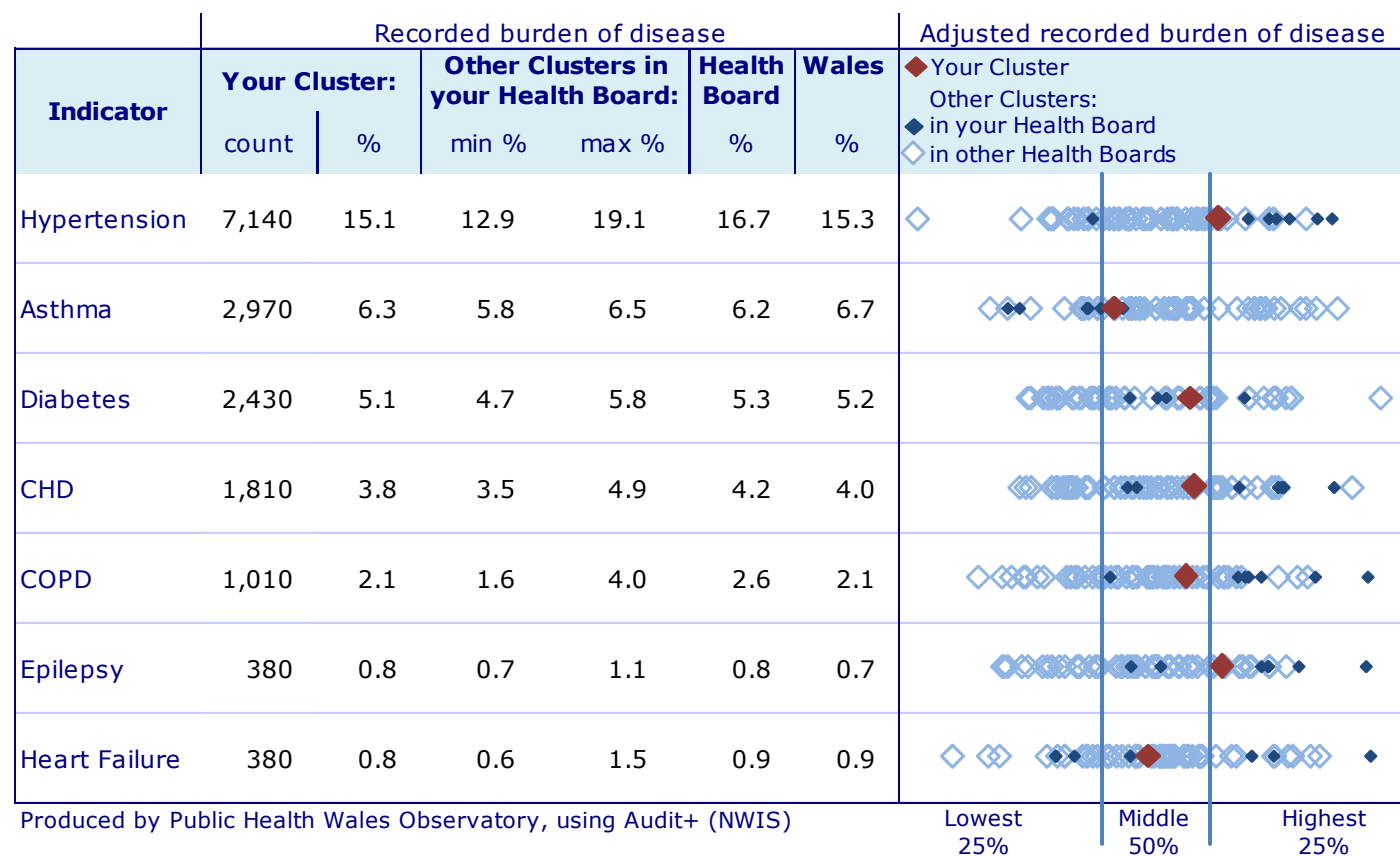 Recorded burden of disease Adjusted recorded burden of disease
Indicator Your Cluster: Other Clusters in your Health Board: Health Board Wales
count % min % max % % %
Your Cluster
Other Clusters:
in your Health Board
in other Health Boards
Hypertension 7,140 15.1 12.9 19.1 16.7 15.3
Asthma 2,970 6.3 5.8 6.5 6.2 6.7
Diabetes 2,430 5.1 4.7 5.8 5.3 5.2
CHD 1,810 3.8 3.5 4.9 4.2 4.0
COPD 1,010 2.1 1.6 4.0 2.6 2.1
Epilepsy 380 0.8 0.7 1.1 0.8 0.7
Heart Failure 380 0.8 0.6 1.5 0.9 0.9
Produced by Public Health Wales Observatory, using Audit+ (NWIS)
Lowest 25% Middle 50% Highest 25%